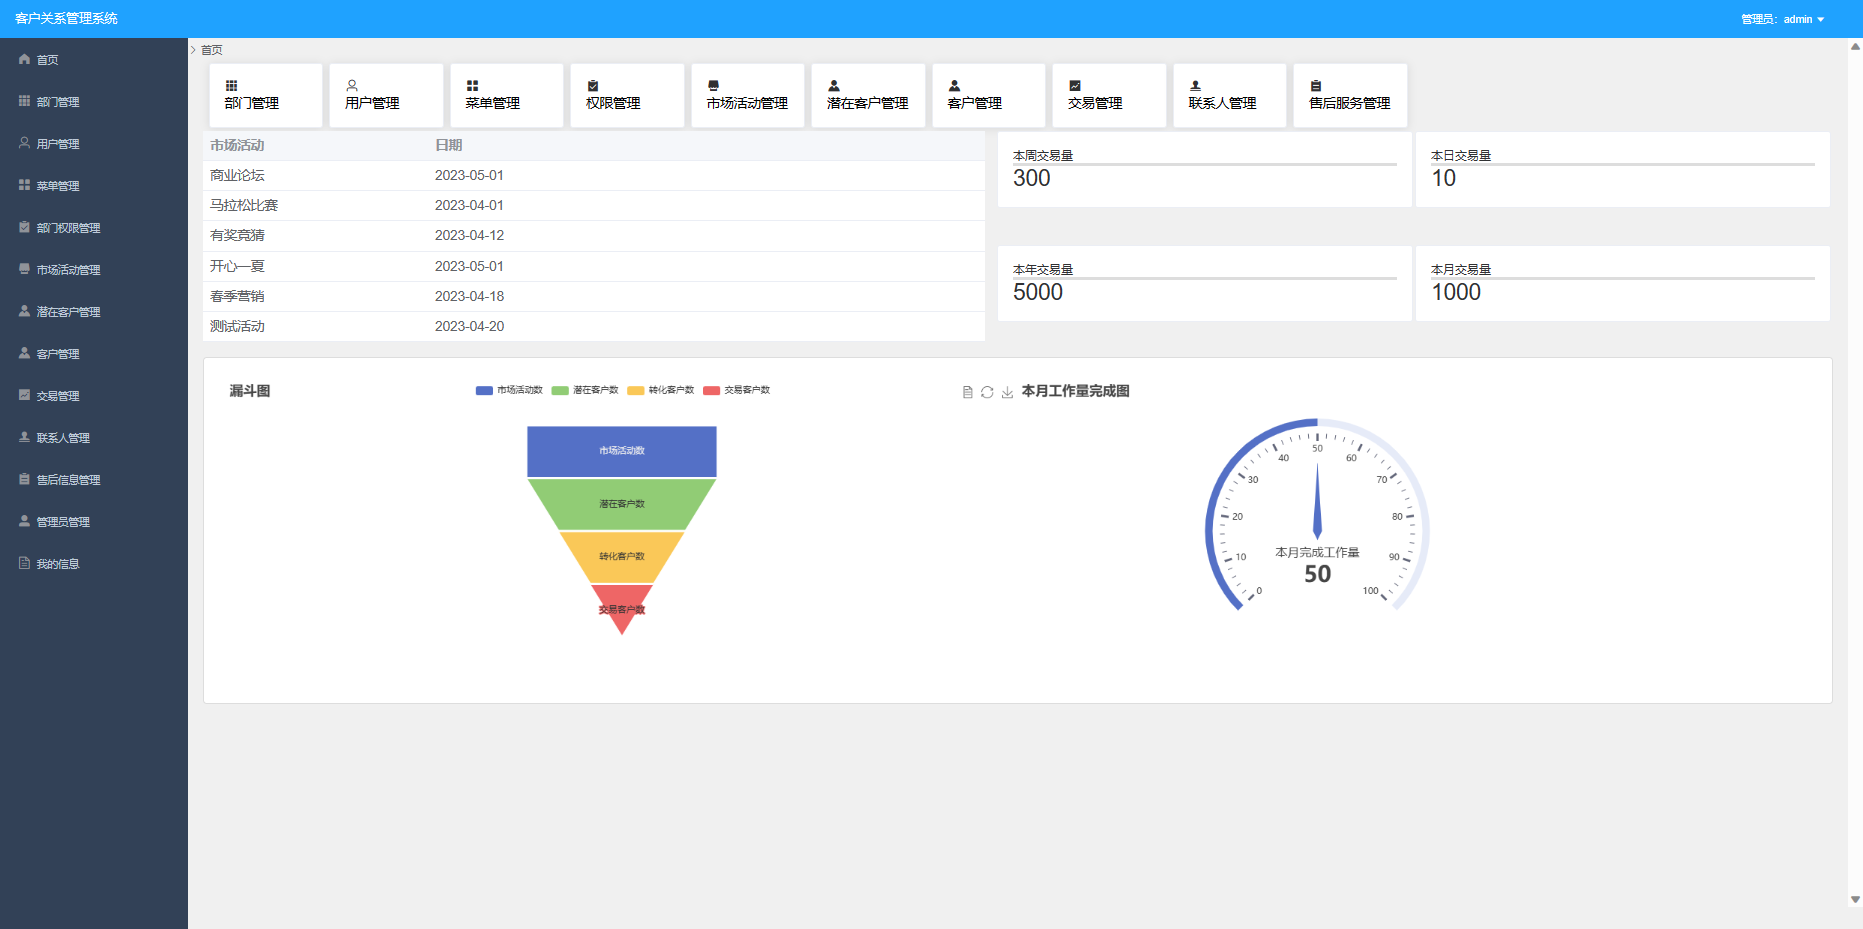 客户关系管理系统
管理员：admin
首页
部门管理
用户管理
菜单管理
部门权限管理
市场活动管理
潜在客户管理
客户管理
交易管理
联系人管理
售后信息管理
管理员管理
我的信息
首页
部门管理
用户管理
菜单管理
权限管理
市场活动管理
潜在客户管理
客户管理
交易管理
联系人管理
售后服务管理
市场活动 日期
商业论坛 2023-05-01
马拉松比赛 2023-04-01
有奖竞猜 2023-04-12
开心一夏 2023-05-01
春季营销 2023-04-18
测试活动 2023-04-20
本周交易量
300
本日交易量
10
本年交易量
5000
本月交易量
1000
漏斗图
市场活动数 潜在客户数 转化客户数 交易客户数
市场活动数
潜在客户数
转化客户数
交易客户数
本月工作量完成图
0
10
20
30
40
50
60
70
80
90
100
本月完成工作量
50